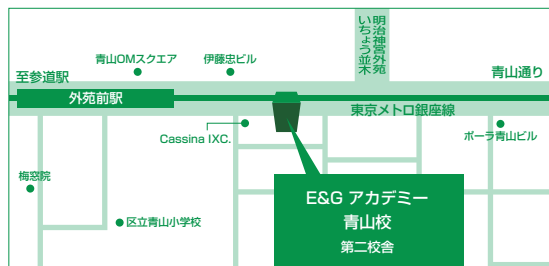 明治神宮外苑
いちょう並木
青山OMスクエア
伊藤忠ビル
至参道駅
青山通り
外苑前駅
東京メトロ銀座線
Cassina IXC.
ポーラ青山ビル
梅窓院
区立青山小学校
E&G アカデミー
青山校
第二校舎